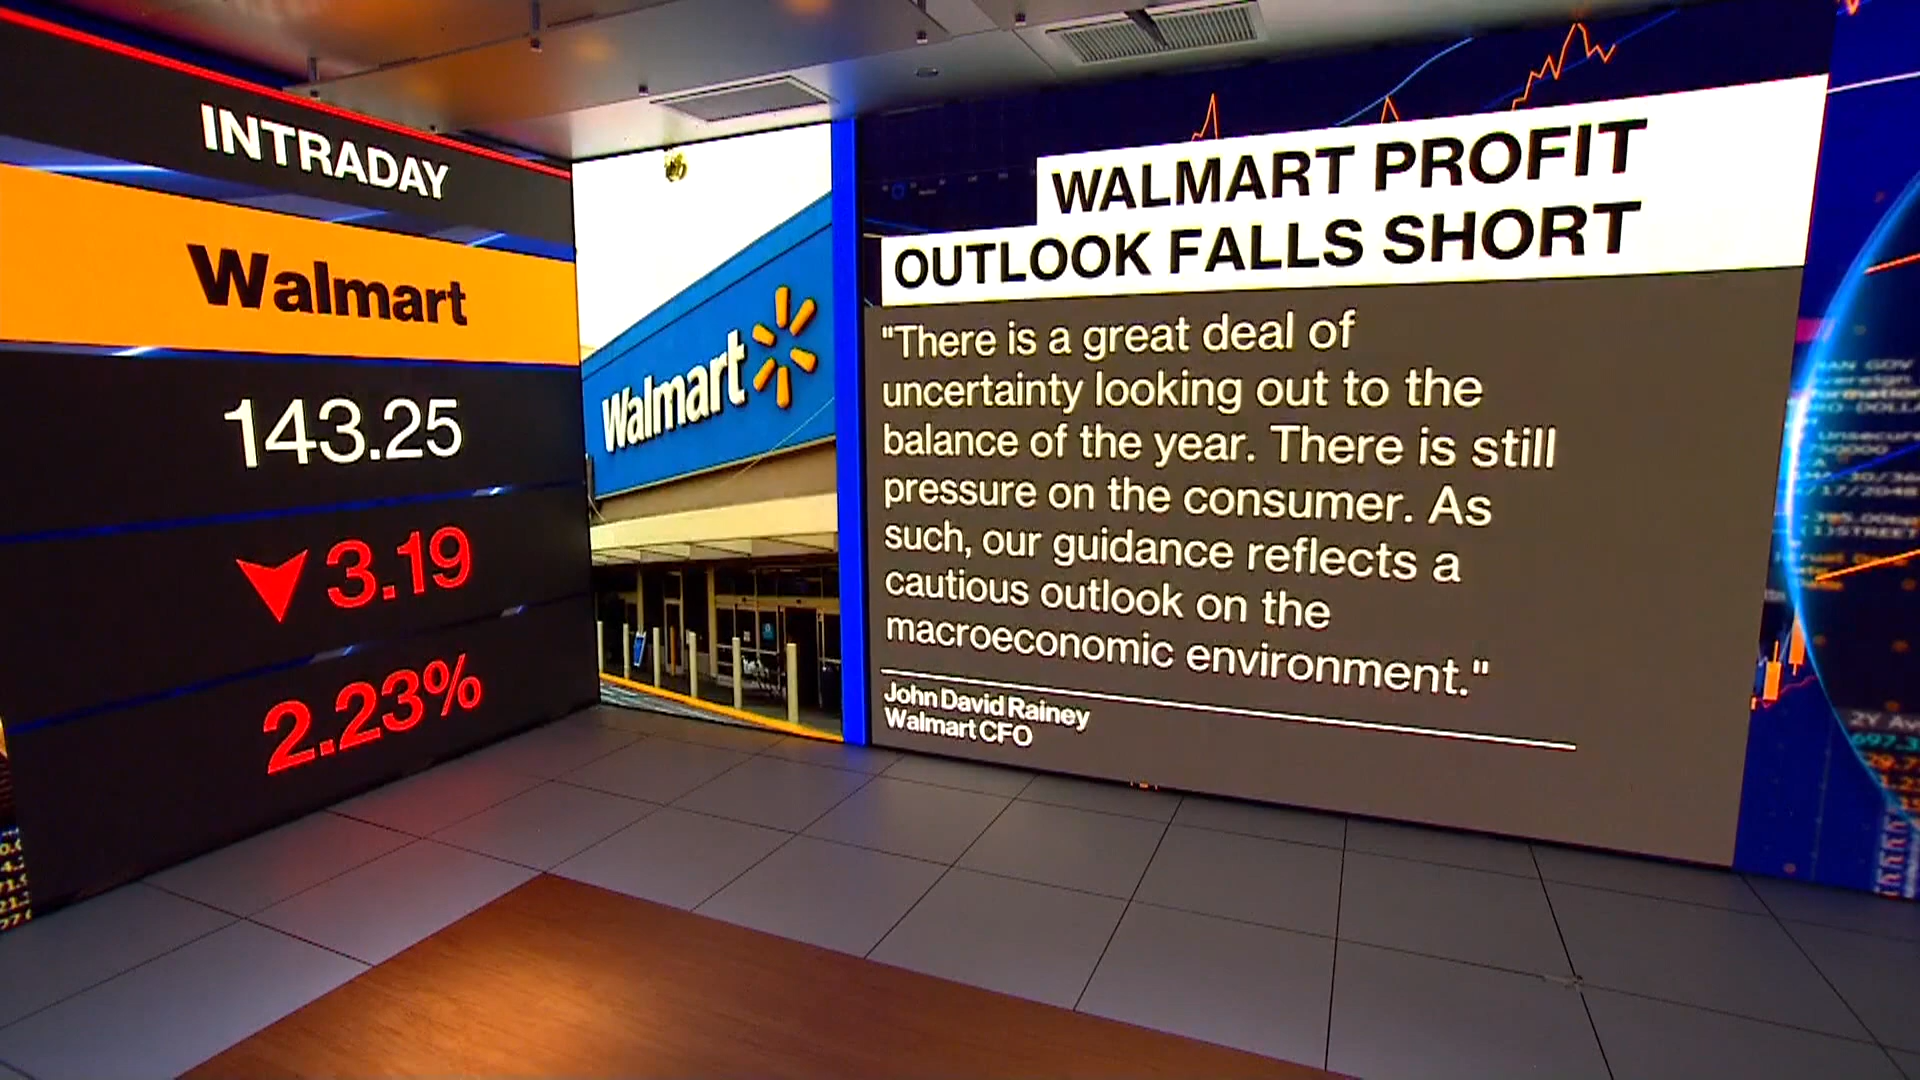 INTRADAY
Walmart
143.25
3.19
2.23%
Walmart
WALMART PROFIT
OUTLOOK FALLS SHORT
"There is a great deal of
uncertainty looking out to the
balance of the year. There is still
pressure on the consumer. As
such, our guidance reflects a
cautious outlook on the
macroeconomic environment."
John David Rainey
Walmart CFO
2Y Av